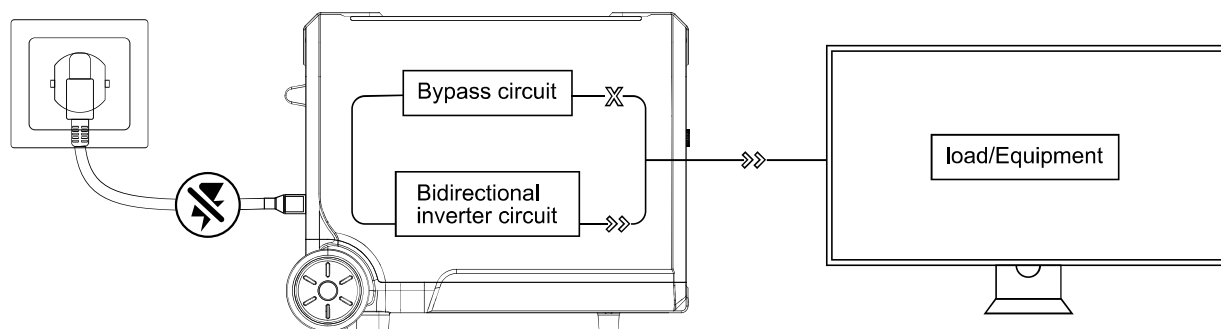 Bypass circuit
Bidirectional
inverter circuit
load/Equipment